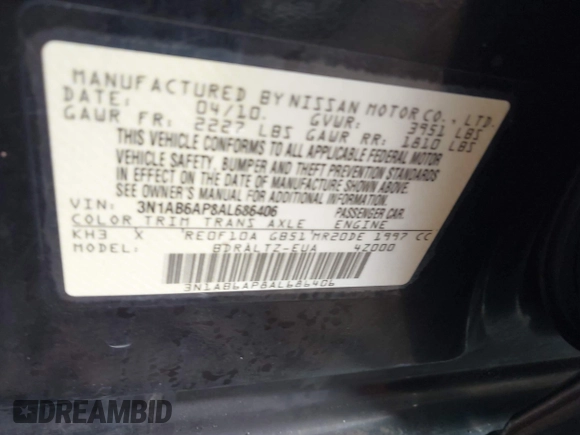 MANUFACTURED BY NISSAN MOTOR CO., LTD.
DATE: 04/10. GVWR: 3951 LBS
GAWR FR: 2227 LBS GAWR RR: 1810 LBS
THIS VEHICLE CONFORMS TO ALL APPLICABLE FEDERAL MOTOR
VEHICLE SAFETY, BUMPER AND THEFT PREVENTION STANDARDS
IN EFFECT ON THE DATE OF MANUFACTURE SHOWN ABOVE.
SEE OWNER'S MANUAL FOR ADDITIONAL INFORMATION
VIN: 3N1AB6AP8AL686406 PASSENGER CAR
COLOR TRIM TRANS AXLE ENGINE
KH3 X RE0F10A GB51 MR20DE 1997 CC
MODEL: BDRALTZ-EUA 4Z000
3N1AB6AP8AL686406
DREAMBID